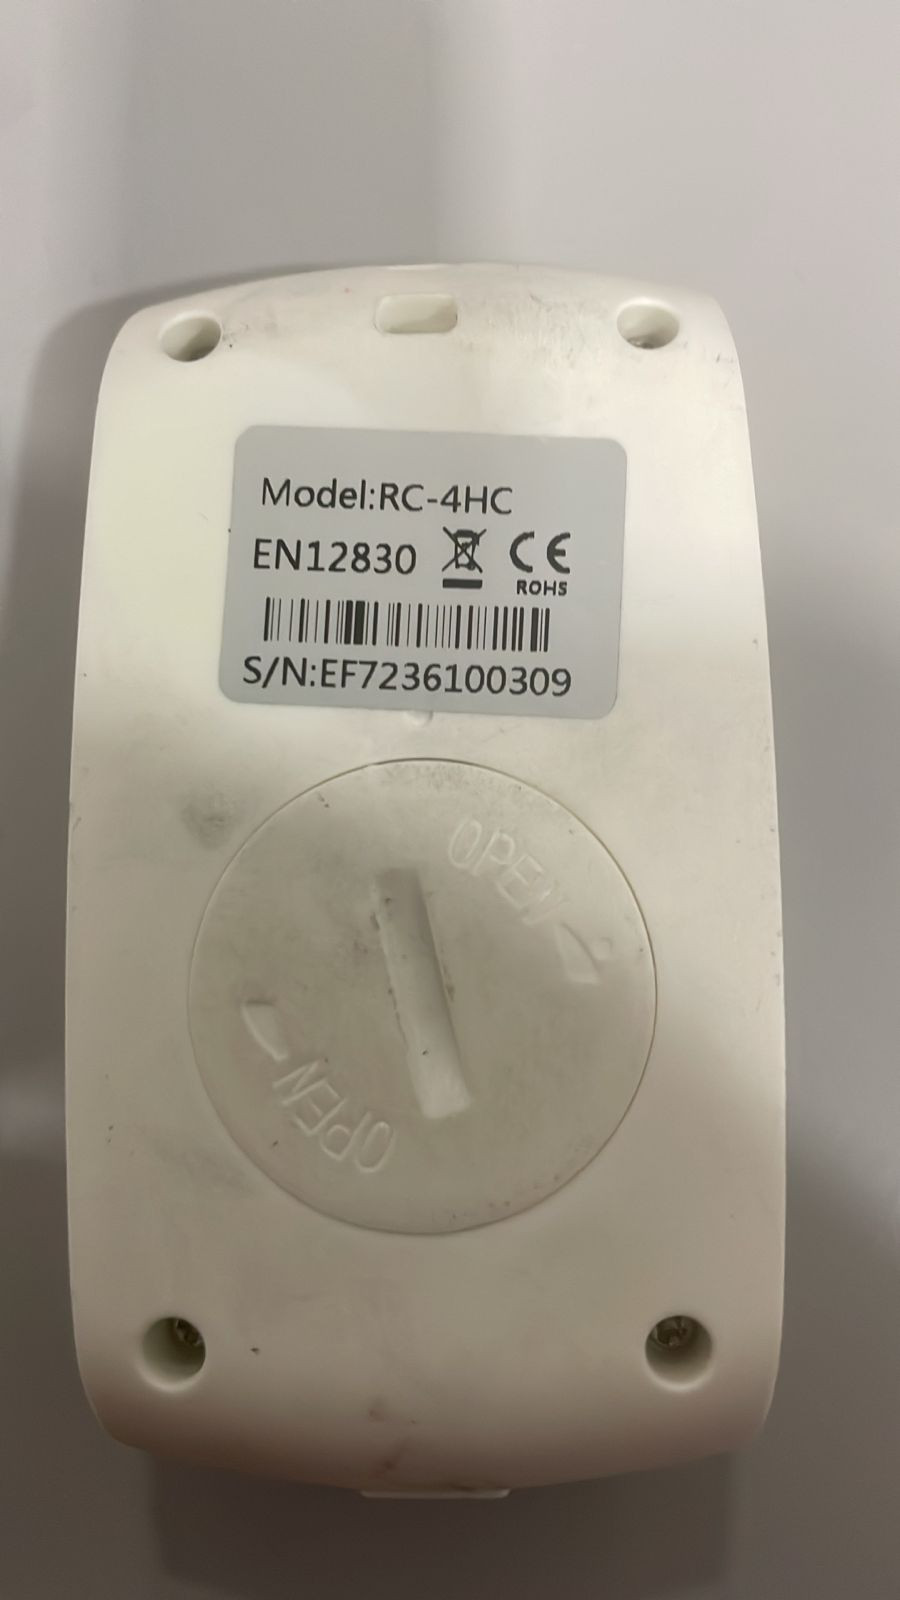 Model:RC-4HC
EN12830 CE
ROHS
S/N:EF7236100309
OPEN
OPEN